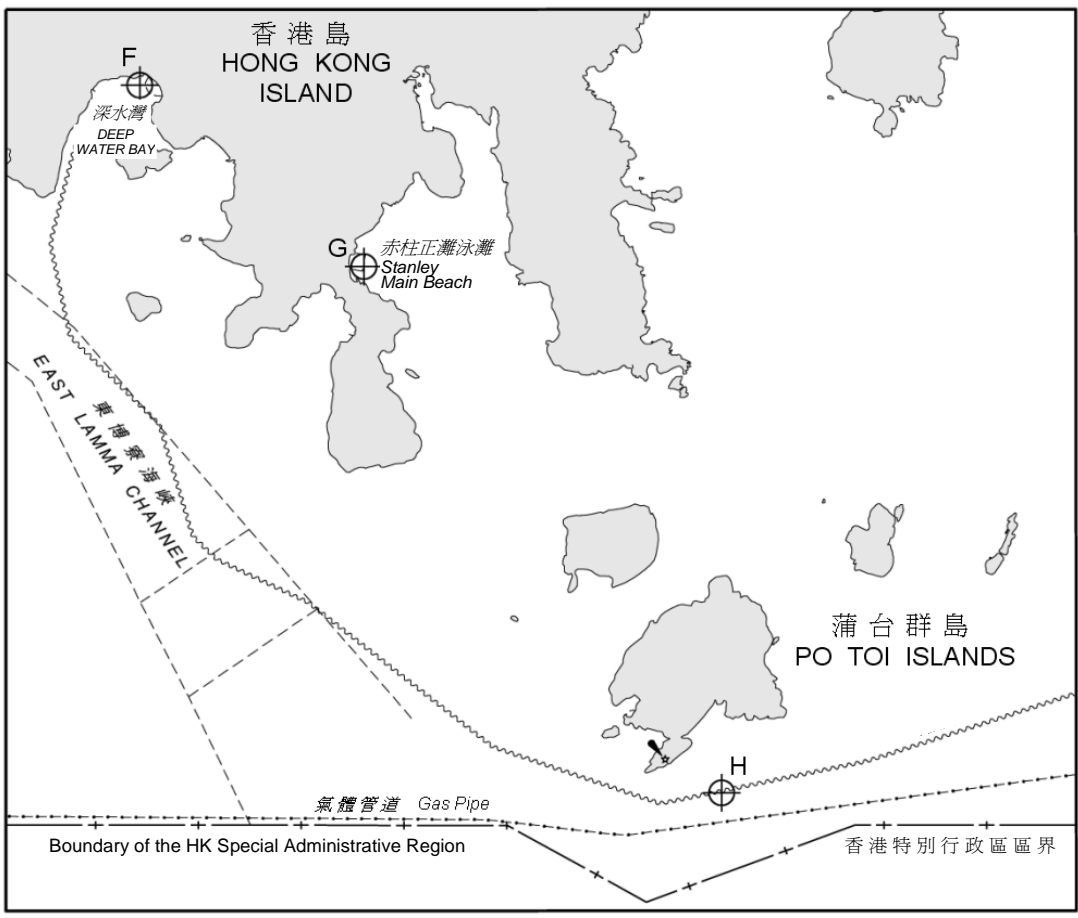 香港島
HONG KONG
ISLAND
F
深水灣
DEEP
WATER BAY
G
赤柱正灘泳灘
Stanley
Main Beach
東博寮海峽
EAST LAMMA CHANNEL
蒲台群島
PO TOI ISLANDS
H
氣體管道 Gas Pipe
Boundary of the HK Special Administrative Region
香港特別行政區區界